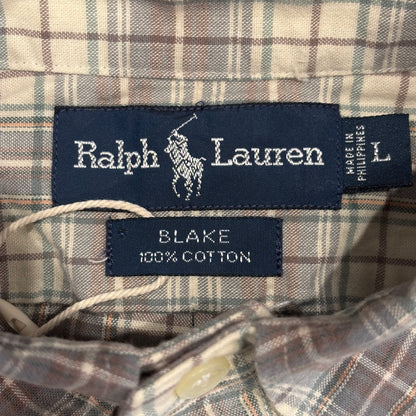 Ralph Lauren
MADE IN
PHILIPPINES
L
BLAKE
100% COTTON